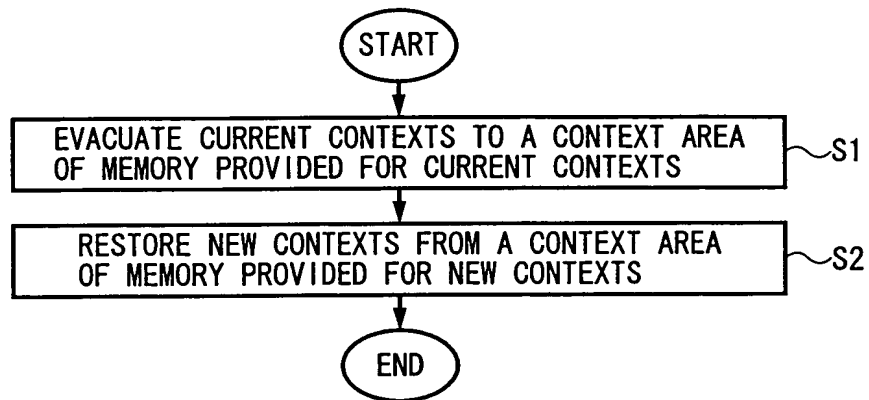 START
EVACUATE CURRENT CONTEXTS TO A CONTEXT AREA
OF MEMORY PROVIDED FOR CURRENT CONTEXTS
S1
RESTORE NEW CONTEXTS FROM A CONTEXT AREA
OF MEMORY PROVIDED FOR NEW CONTEXTS
S2
END